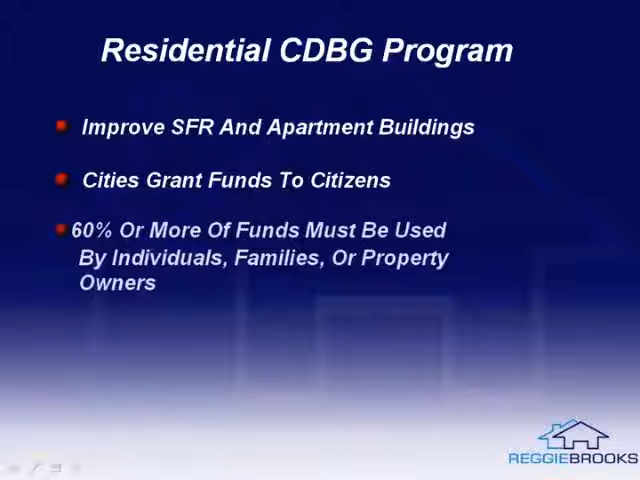 Residential CDBG Program
Improve SFR And Apartment Buildings
Cities Grant Funds To Citizens
60% Or More Of Funds Must Be Used
By Individuals, Families, Or Property
Owners
REGGIEBROOKS